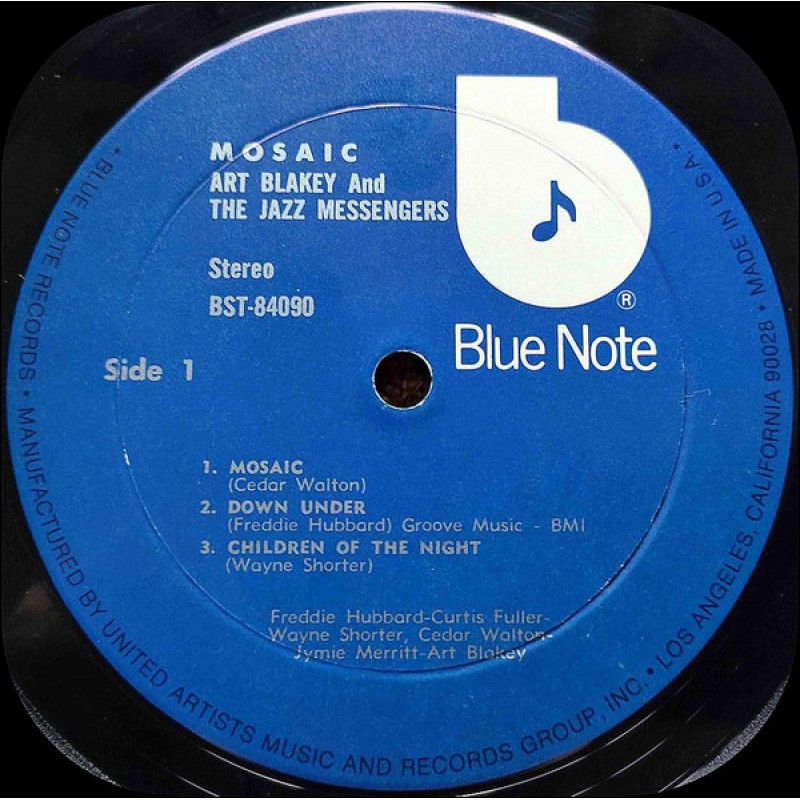 MOSAIC
ART BLAKEY And
THE JAZZ MESSENGERS
Stereo
BST-84090
®
Blue Note
Side 1
1. MOSAIC
(Cedar Walton)
2. DOWN UNDER
(Freddie Hubbard) Groove Music - BMI
3. CHILDREN OF THE NIGHT
(Wayne Shorter)
Freddie Hubbard-Curtis Fuller-
Wayne Shorter, Cedar Walton-
Jymie Merritt-Art Blakey
• BLUE NOTE RECORDS • MANUFACTURED BY UNITED ARTISTS MUSIC AND RECORDS GROUP, INC. • LOS ANGELES, CALIFORNIA 90028 • MADE IN U.S.A. •